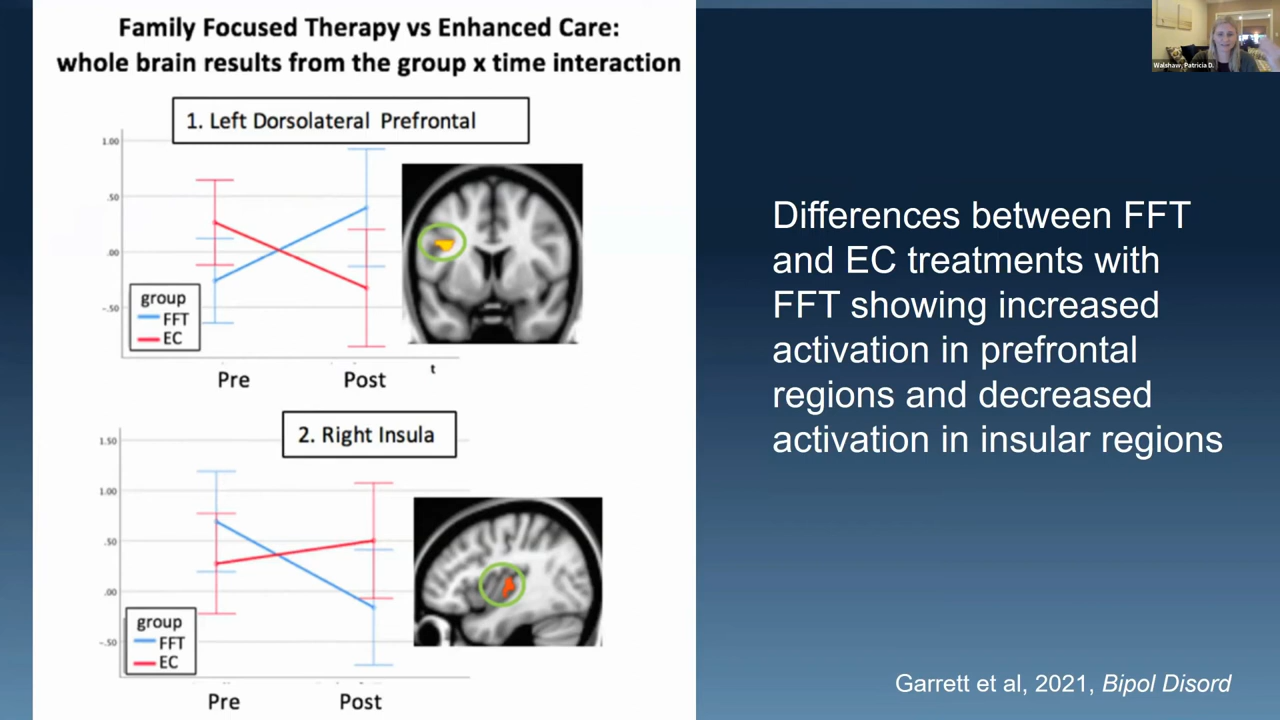 Family Focused Therapy vs Enhanced Care:
whole brain results from the group x time interaction
1. Left Dorsolateral Prefrontal
1.00
.50
.00
-.50
group
FFT
EC
Pre
Post
t
2. Right Insula
1.50
1.00
.50
.00
-.50
group
FFT
EC
Pre
Post
Walshaw, Patricia D.
Differences between FFT
and EC treatments with
FFT showing increased
activation in prefrontal
regions and decreased
activation in insular regions
Garrett et al, 2021, Bipol Disord